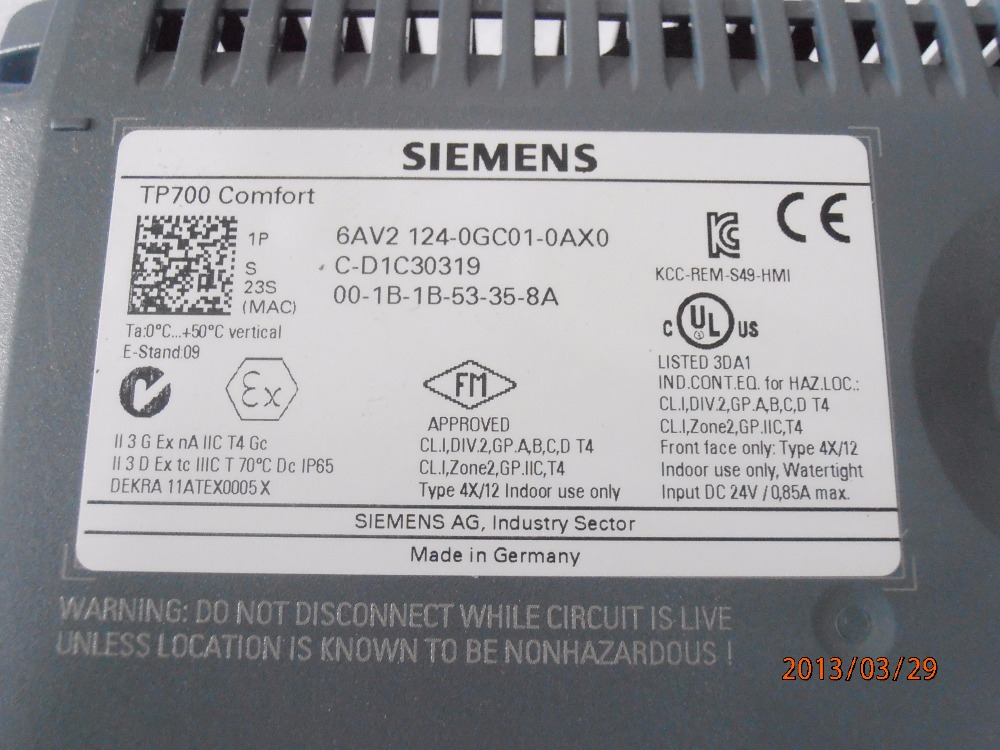 SIEMENS
TP700 Comfort
1P 6AV2 124-0GC01-0AX0
S C-D1C30319
23S 00-1B-1B-53-35-8A
(MAC)
Ta:0°C...+50°C vertical
E-Stand:09
Ex
II 3 G Ex nA IIC T4 Gc
II 3 D Ex tc IIIC T 70°C Dc IP65
DEKRA 11ATEX0005 X
FM
APPROVED
CL.I,DIV.2,GP.A,B,C,D T4
CL.I,Zone2,GP.IIC,T4
Type 4X/12 Indoor use only
CE
KCC-REM-S49-HMI
C UL US
LISTED 3DA1
IND.CONT.EQ. for HAZ.LOC.:
CL.I,DIV.2,GP.A,B,C,D T4
CL.I,Zone2,GP.IIC,T4
Front face only: Type 4X/12
Indoor use only, Watertight
Input DC 24V / 0,85A max.
SIEMENS AG, Industry Sector
Made in Germany
WARNiNG: DO NOT DISCONNECT WHILE CIRCUIT IS LIVE
UNLESS LOCATION IS KNOWN TO BE NONHAZARDOUS !
2013/03/29